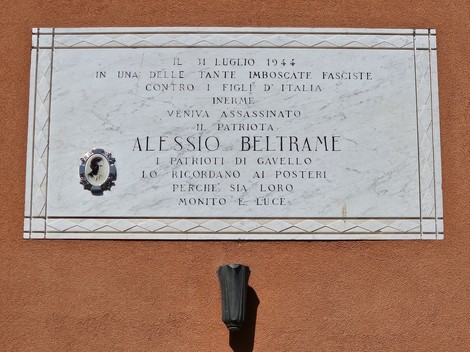 IL 31 LUGLIO 1944
IN UNA DELLE TANTE IMBOSCATE FASCISTE
CONTRO I FIGLI D'ITALIA
INERME
VENIVA ASSASSINATO
IL PATRIOTA
ALESSIO BELTRAME
I PATRIOTI DI GAVELLO
LO RICORDANO AI POSTERI
PERCHÈ SIA LORO
MONITO E LUCE